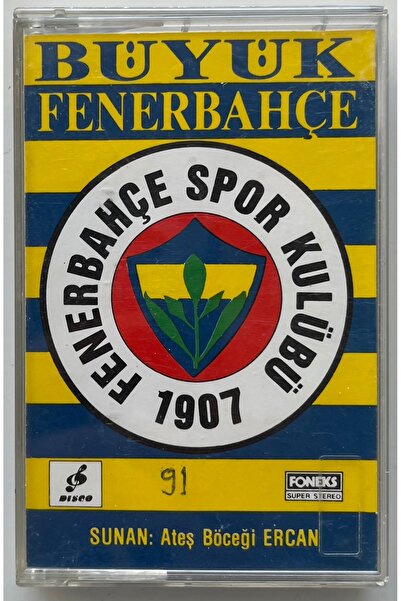 BÜYÜK
FENERBAHÇE
FENERBAHÇE SPOR KULÜBÜ
1907
91
DISCO
FONEKS
SUPER STEREO
SUNAN: Ateş Böceği ERCAN